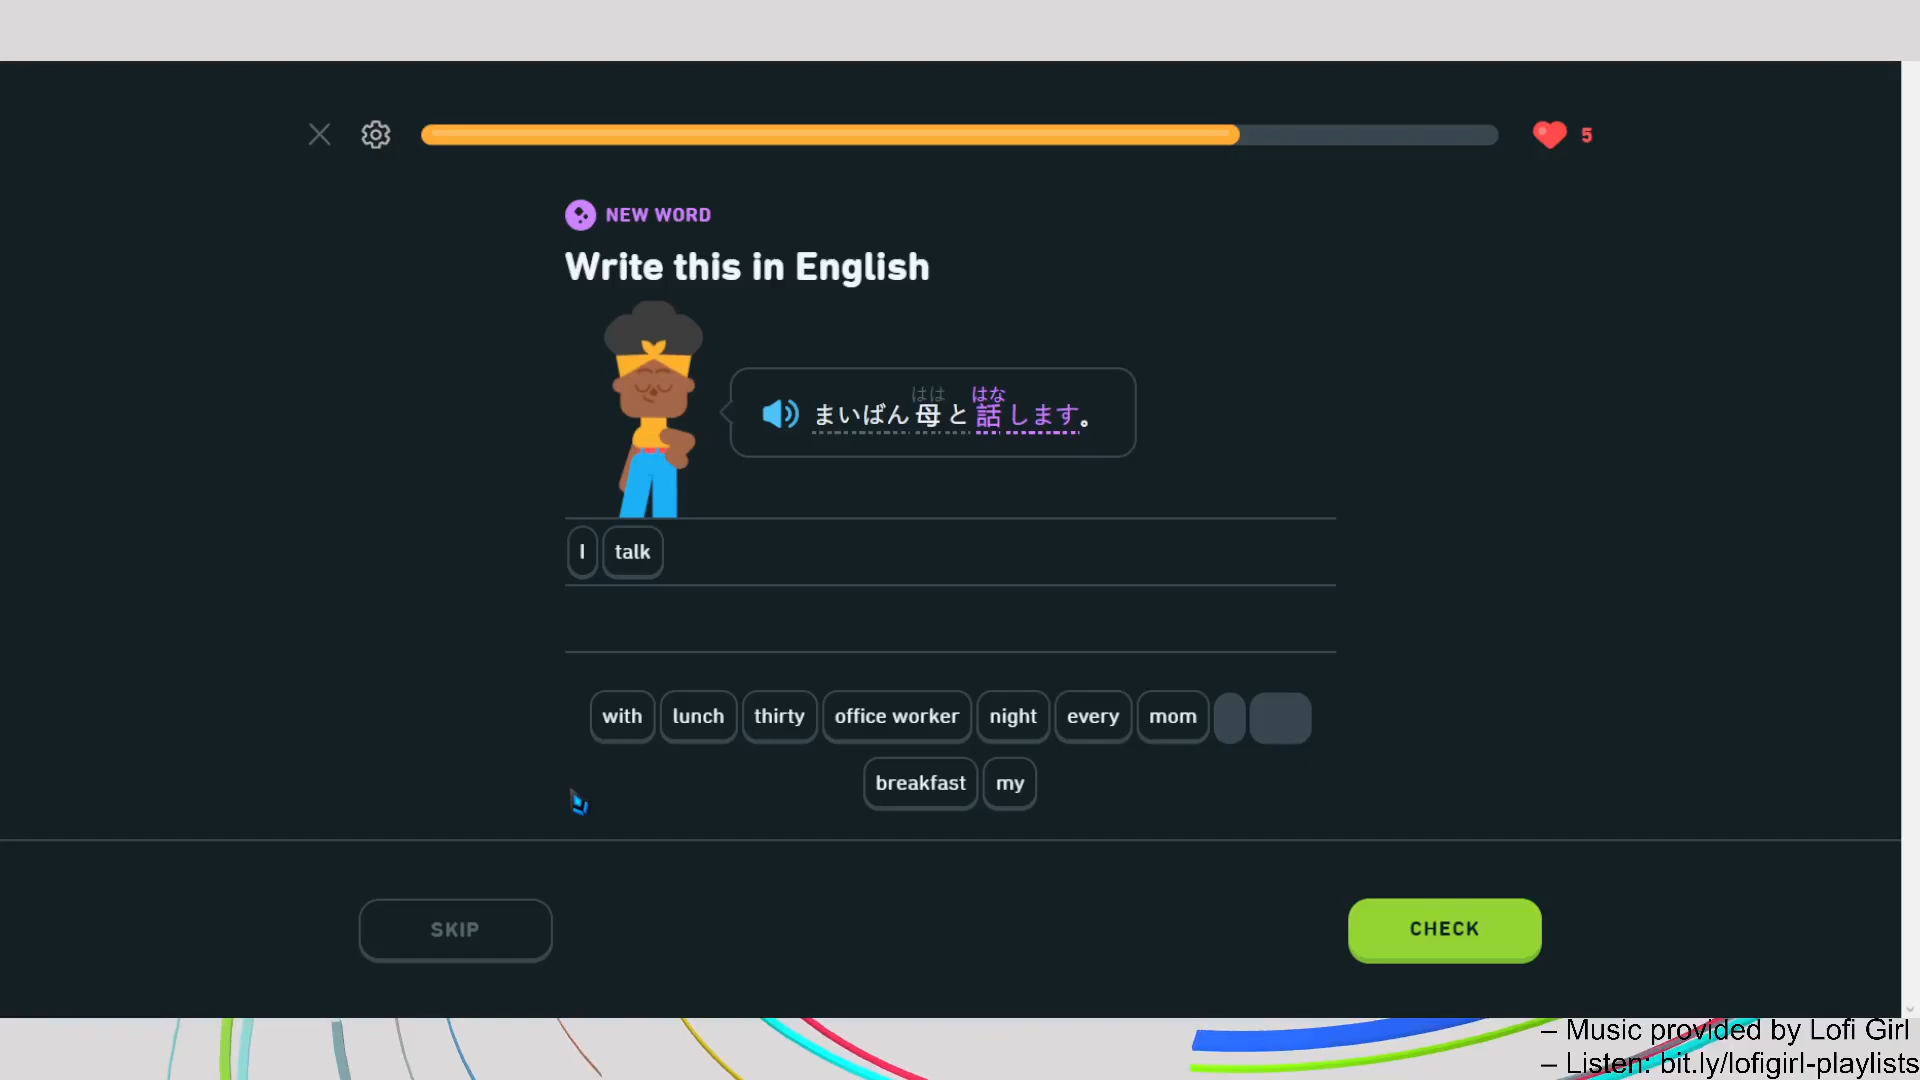 5
NEW WORD
Write this in English
はは はな
まいばん母と話します。
I talk
with lunch thirty office worker night every mom
breakfast my
SKIP CHECK
– Music provided by Lofi Girl
– Listen: bit.ly/lofigirl-playlists